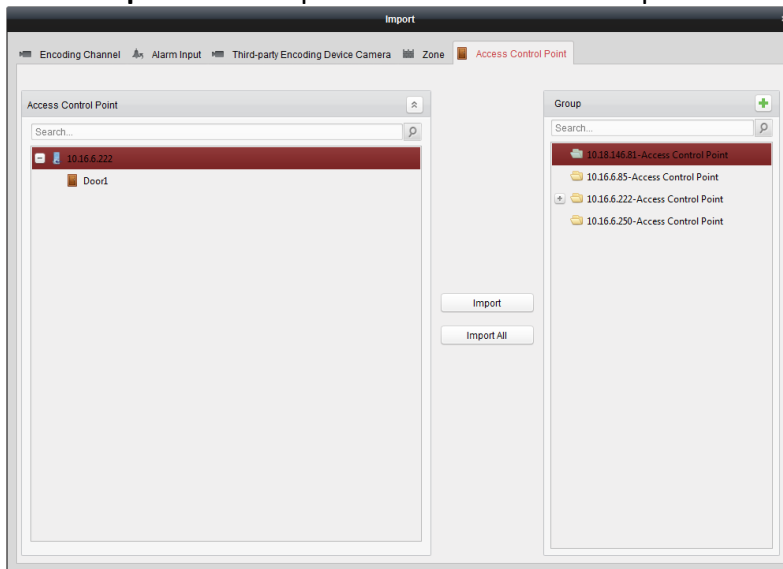 Import
Encoding Channel Alarm Input Third-party Encoding Device Camera Zone Access Control Point
Access Control Point
Search...
10.16.6.222
Door1
Import
Import All
Group
Search...
10.18.146.81-Access Control Point
10.16.6.85-Access Control Point
10.16.6.222-Access Control Point
10.16.6.250-Access Control Point